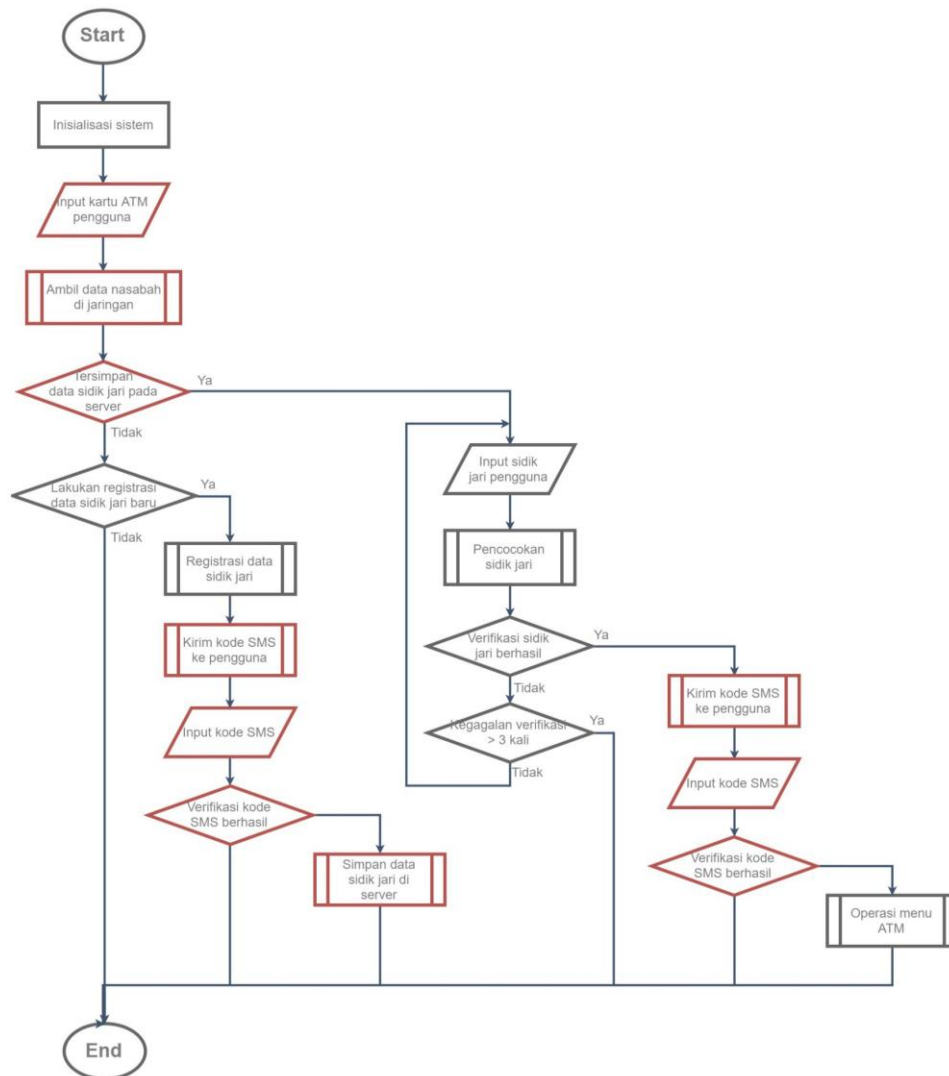 Start
Inisialisasi sistem
Input kartu ATM
pengguna
Ambil data nasabah
di jaringan
Tersimpan
data sidik jari pada
server
Ya
Tidak
Lakukan registrasi
data sidik jari baru
Ya
Tidak
Registrasi data
sidik jari
Kirim kode SMS
ke pengguna
Input kode SMS
Verifikasi kode
SMS berhasil
Simpan data
sidik jari di
server
Input sidik
jari pengguna
Pencocokan
sidik jari
Verifikasi sidik
jari berhasil
Ya
Tidak
Kegagalan verifikasi
> 3 kali
Ya
Tidak
Kirim kode SMS
ke pengguna
Input kode SMS
Verifikasi kode
SMS berhasil
Operasi menu
ATM
End